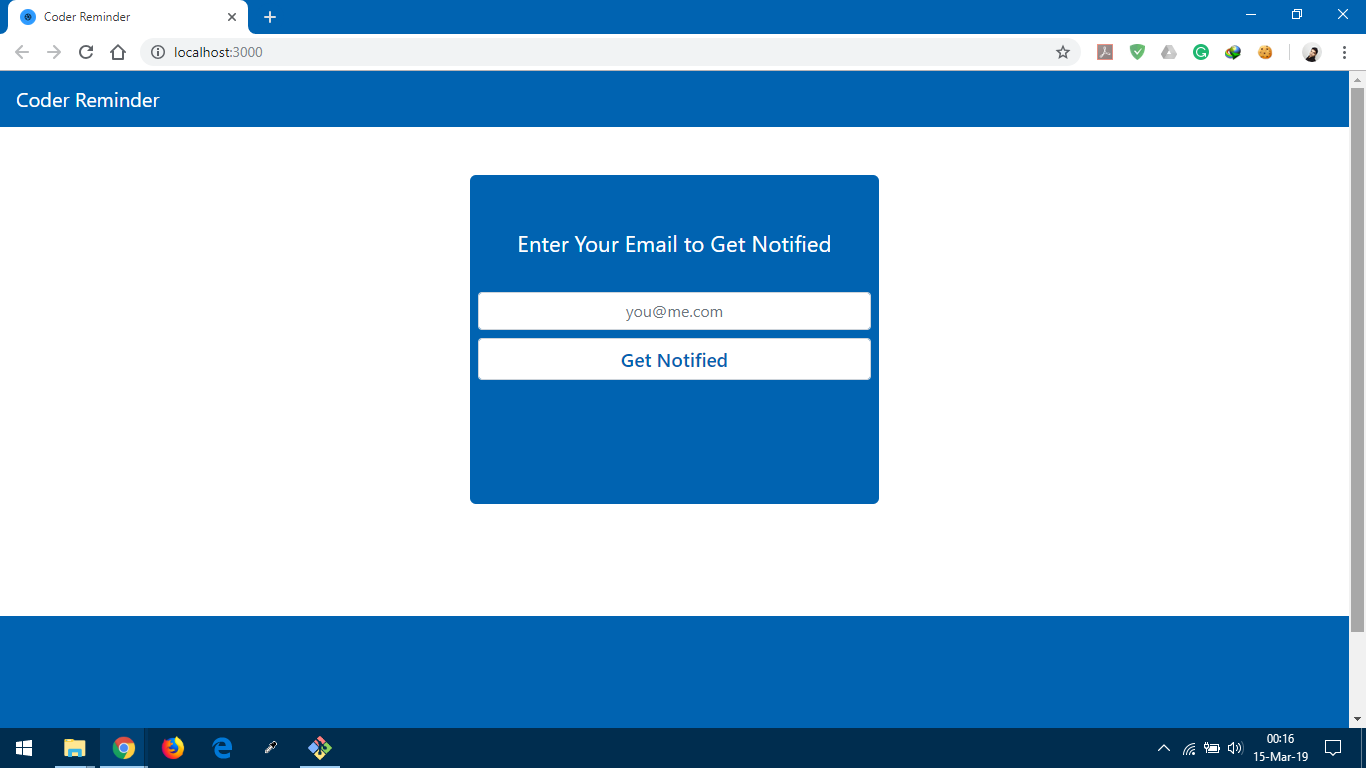 Coder Reminder
localhost:3000
Coder Reminder
Enter Your Email to Get Notified
you@me.com
Get Notified
00:16
15-Mar-19